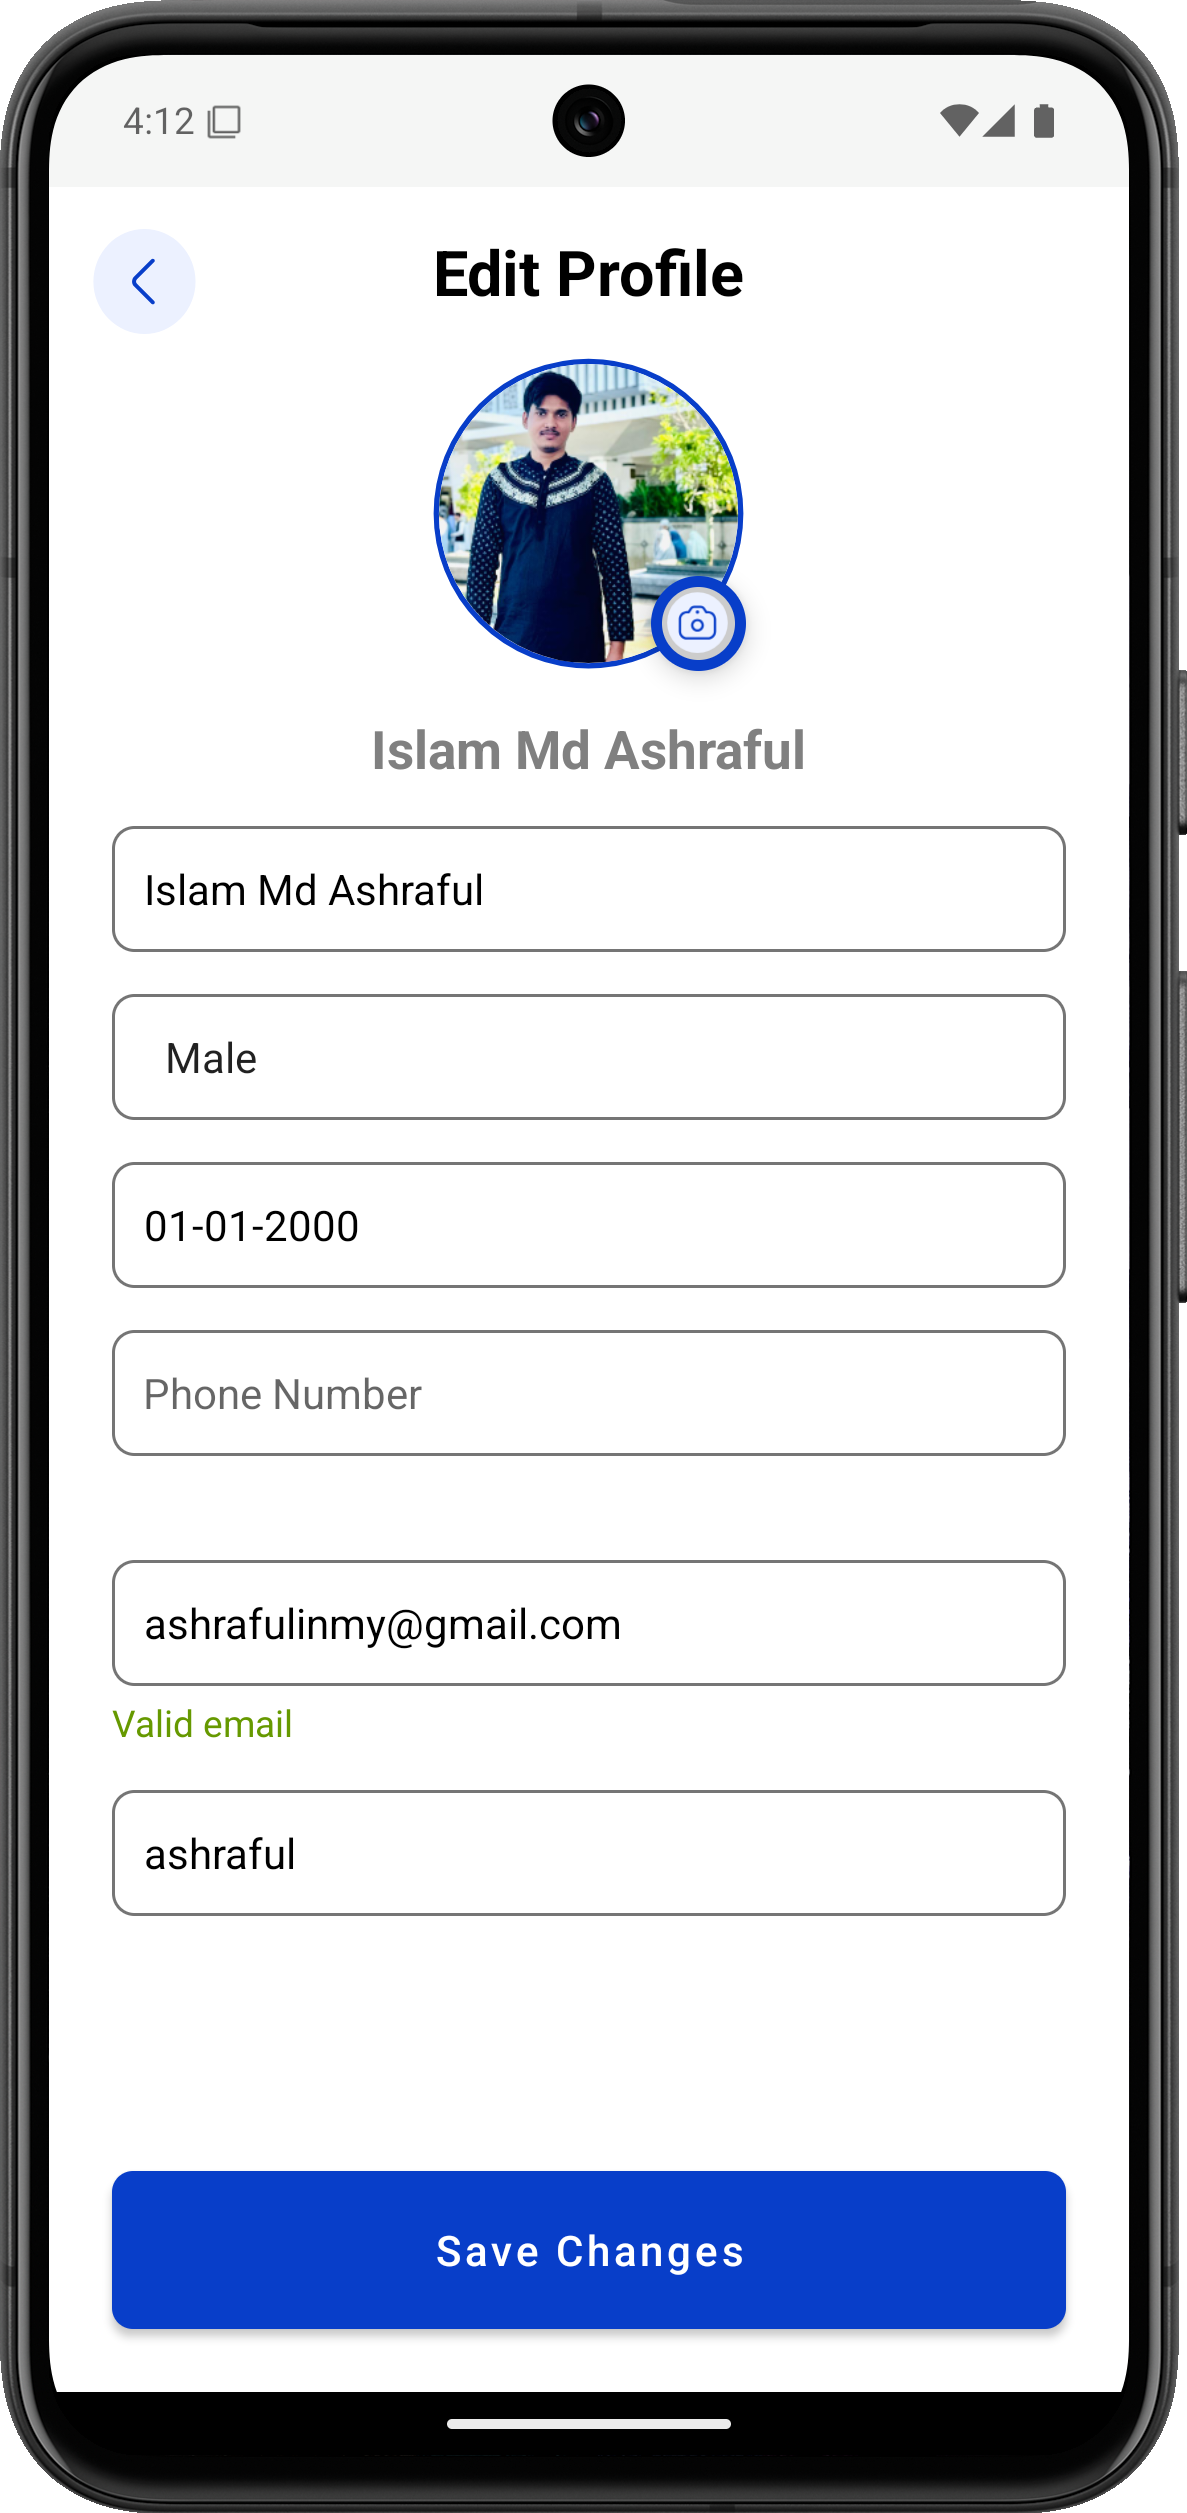 4:12
Edit Profile
Islam Md Ashraful
Islam Md Ashraful
Male
01-01-2000
Phone Number
ashrafulinmy@gmail.com
Valid email
ashraful
Save Changes